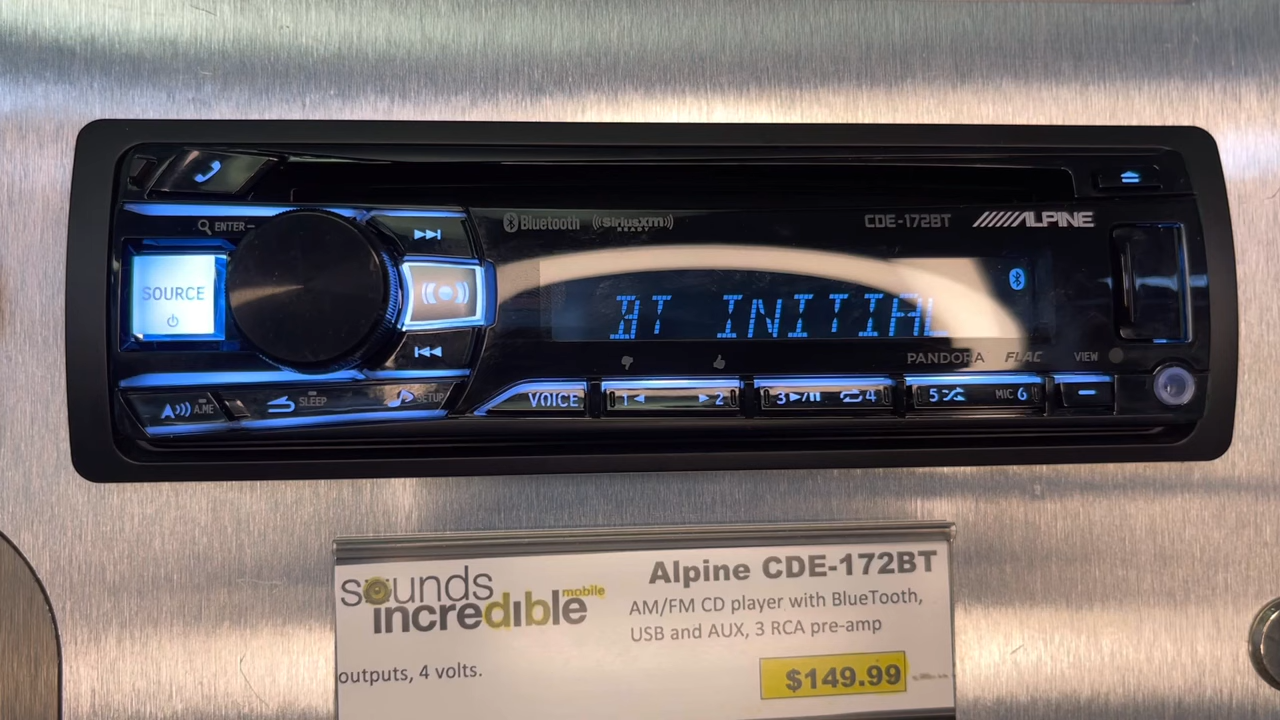 ENTER
Bluetooth
((SiriusXM))
READY
CDE-172BT
ALPINE
SOURCE
BT INITIAL
PANDORA
FLAC
VIEW
A.ME
SLEEP
SETUP
VOICE
1
2
3
4
5
MIC 6
sounds
incredible
mobile
Alpine CDE-172BT
AM/FM CD player with BlueTooth,
USB and AUX, 3 RCA pre-amp
outputs, 4 volts.
$149.99